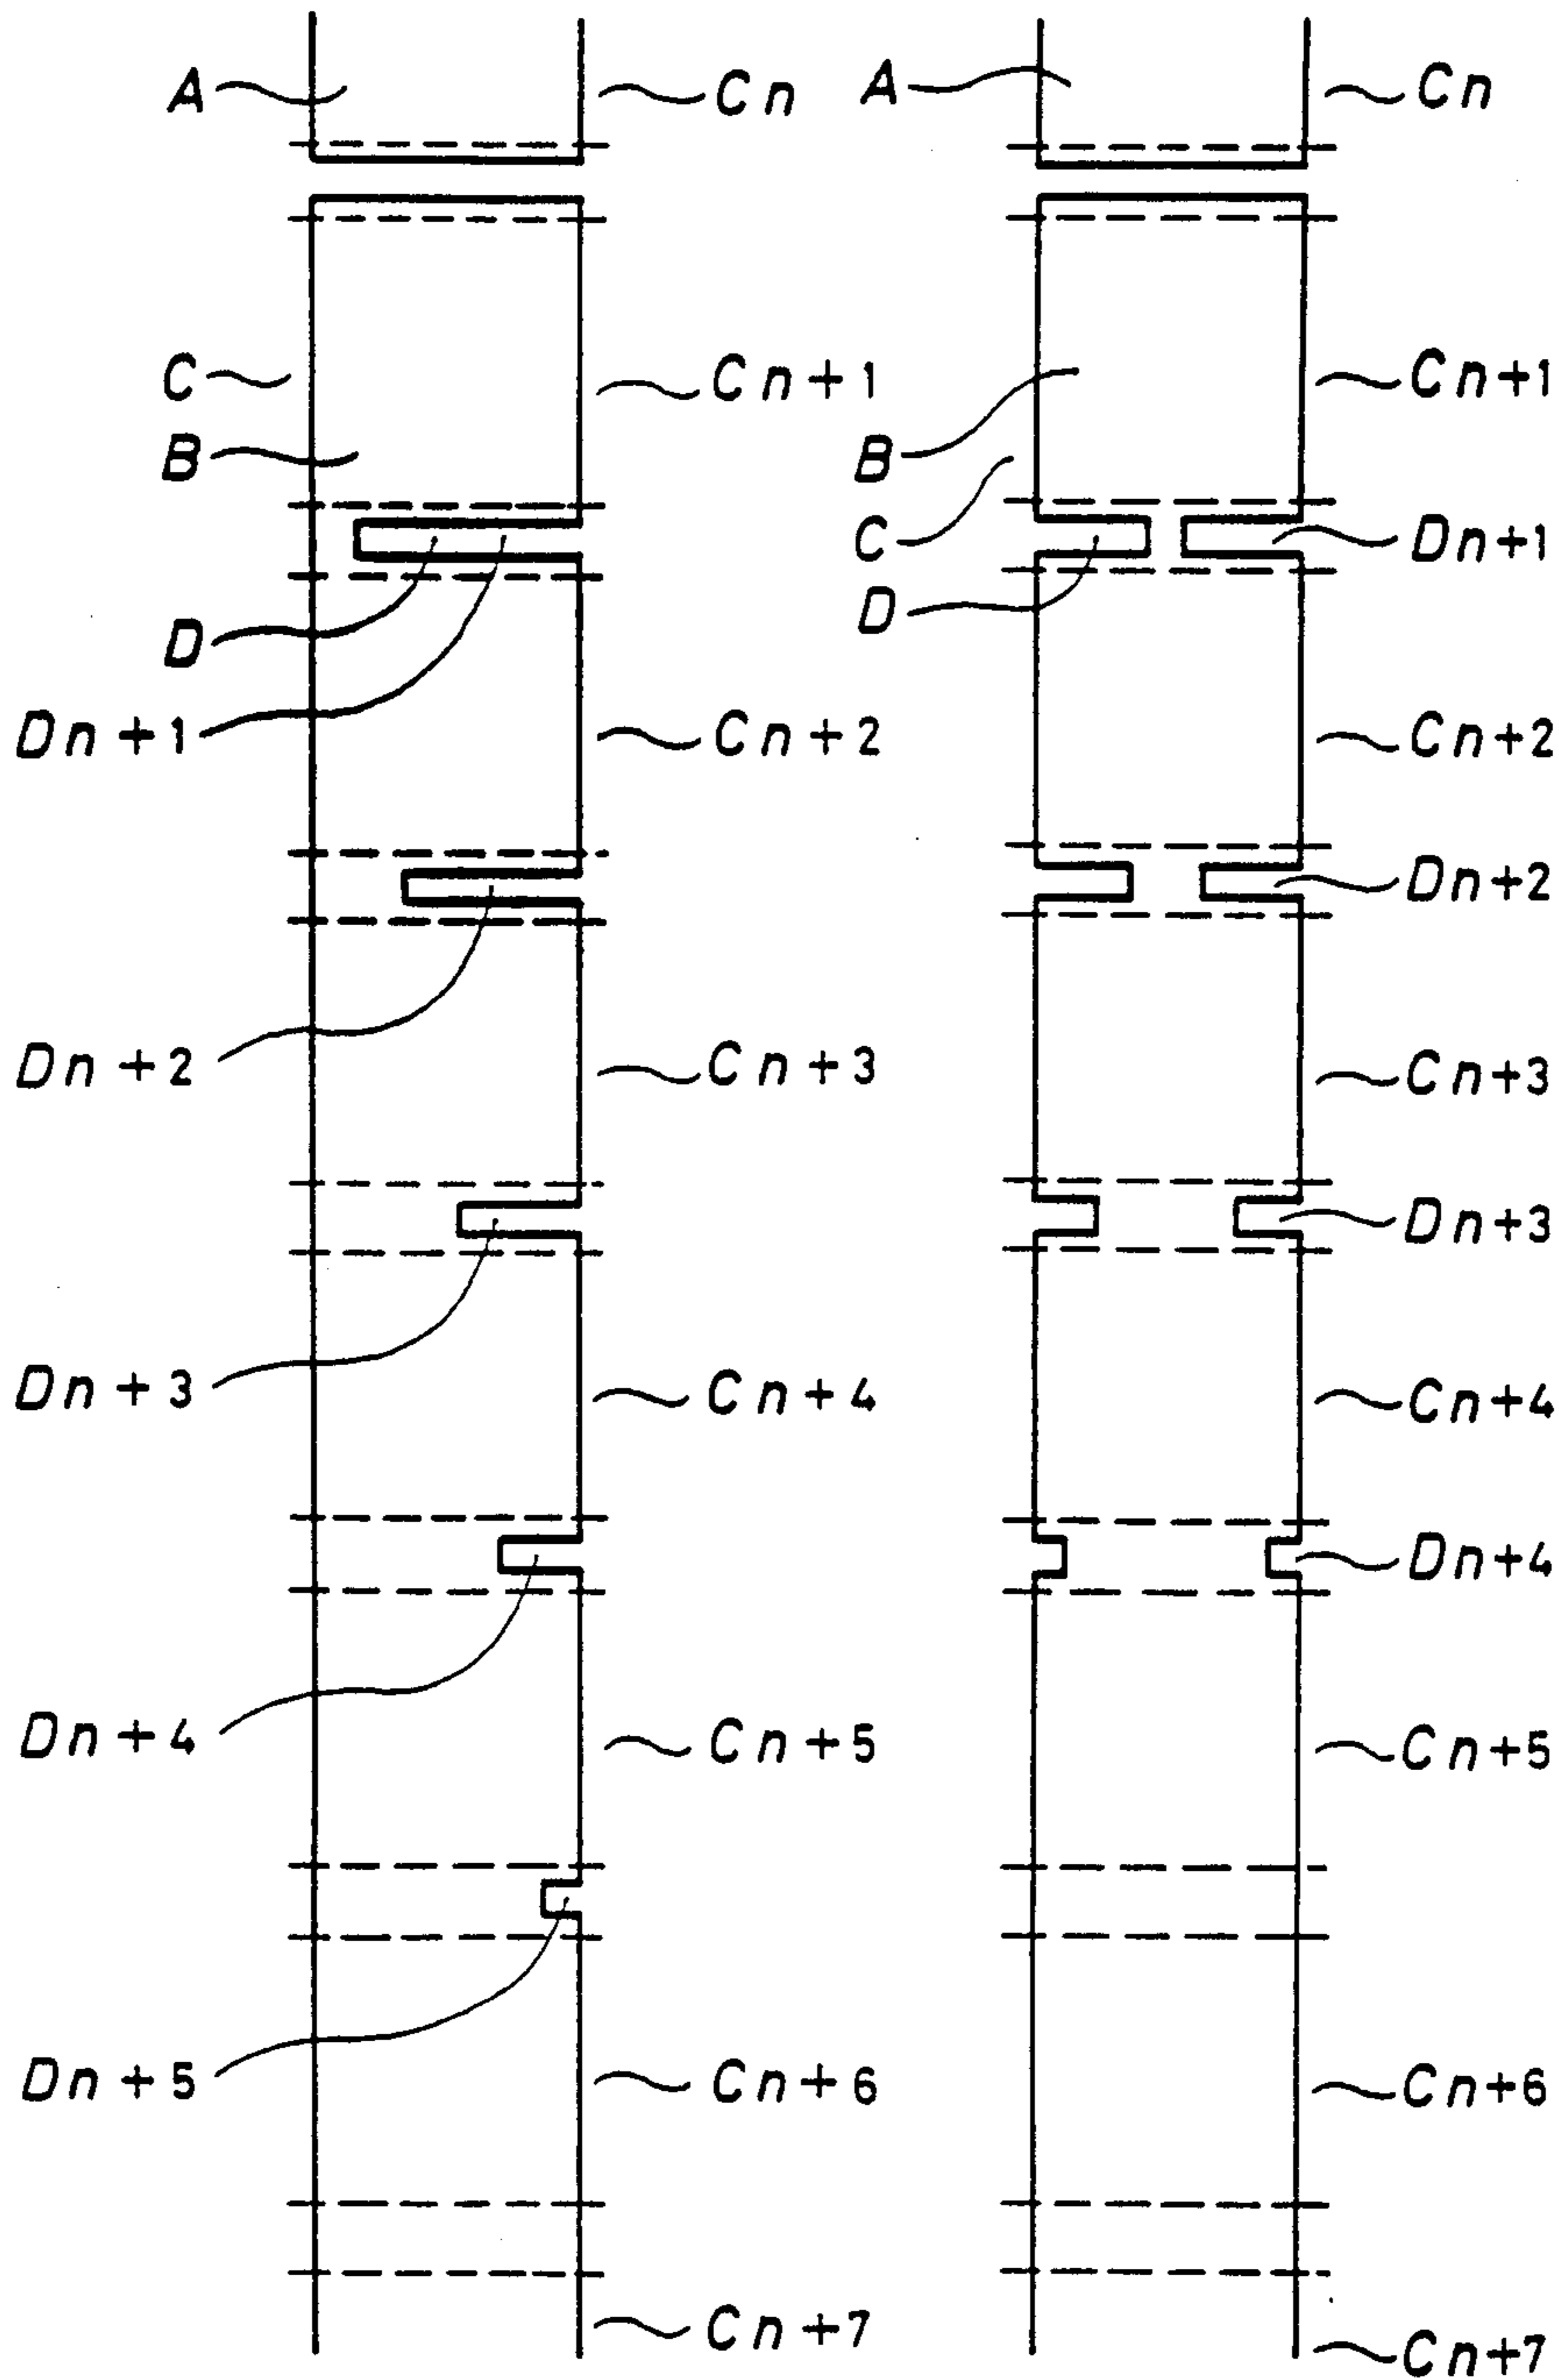 A Cn A Cn
C Cn+1 Cn+1
B B
C Dn+1
D D
Dn+1 Cn+2 Cn+2
Dn+2
Dn+2 Cn+3 Cn+3
Dn+3
Dn+3 Cn+4 Cn+4
Dn+4
Dn+4 Cn+5 Cn+5
Dn+5 Cn+6 Cn+6
Cn+7 Cn+7